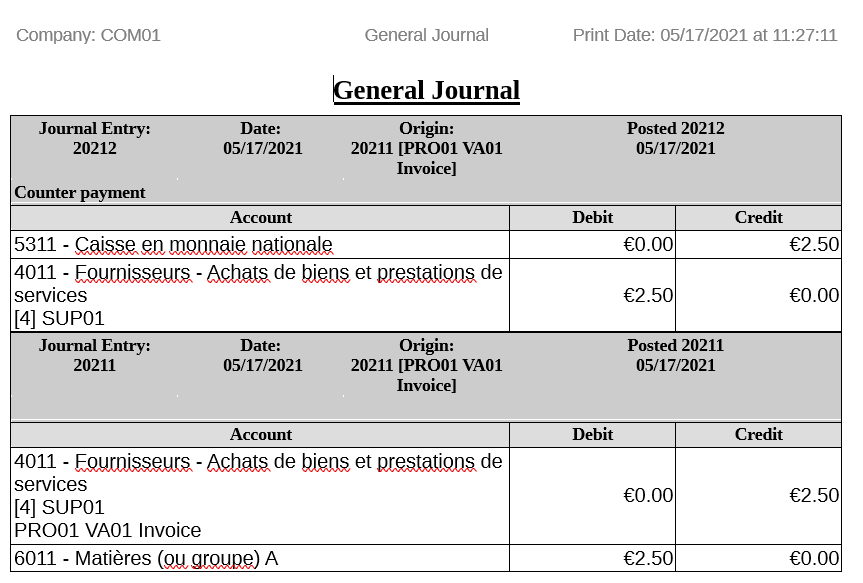 Company: COM01 General Journal Print Date: 05/17/2021 at 11:27:11
General Journal
Journal Entry: Date: Origin: Posted 20212
20212 05/17/2021 20211 [PRO01 VA01 05/17/2021
Invoice]
Counter payment
Account Debit Credit
5311 - Caisse en monnaie nationale €0.00 €2.50
4011 - Fournisseurs - Achats de biens et prestations de
services €2.50 €0.00
[4] SUP01
Journal Entry: Date: Origin: Posted 20211
20211 05/17/2021 20211 [PRO01 VA01 05/17/2021
Invoice]
Account Debit Credit
4011 - Fournisseurs - Achats de biens et prestations de
services €0.00 €2.50
[4] SUP01
PRO01 VA01 Invoice
6011 - Matières (ou groupe) A €2.50 €0.00